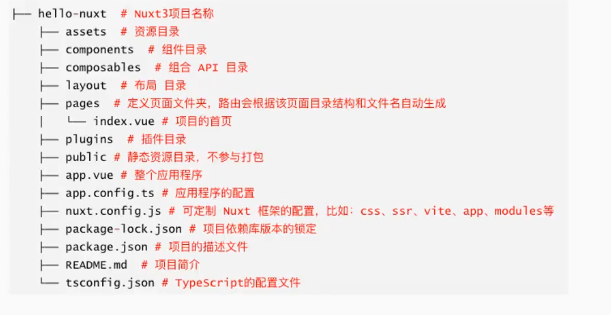 ├── hello-nuxt # Nuxt3项目名称
├── assets # 资源目录
├── components # 组件目录
├── composables # 组合 API 目录
├── layout # 布局 目录
├── pages # 定义页面文件夹，路由会根据该页面目录结构和文件名自动生成
│ └── index.vue # 项目的首页
├── plugins # 插件目录
├── public # 静态资源目录，不参与打包
├── app.vue # 整个应用程序
├── app.config.ts # 应用程序的配置
├── nuxt.config.js # 可定制 Nuxt 框架的配置，比如：css、ssr、vite、app、modules等
├── package-lock.json # 项目依赖库版本的锁定
├── package.json # 项目的描述文件
├── README.md # 项目简介
└── tsconfig.json # TypeScript的配置文件